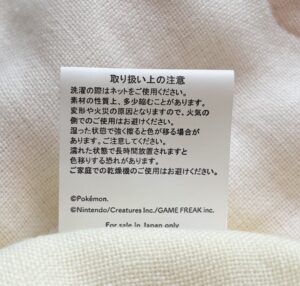 取り扱い上の注意
洗濯の際はネットをご使用ください。
素材の性質上、多少縮むことがあります。
変形や火災の原因となりますので、火気の
側でのご使用はお避けください。
湿った状態で強く擦ると色が移る場合が
あります。ご注意してください。
濡れた状態で長時間放置されますと
色移りする恐れがあります。
ご家庭での乾燥機のご使用はお避けください。
©Pokémon.
©Nintendo/Creatures Inc./GAME FREAK inc.
For sale in Japan only